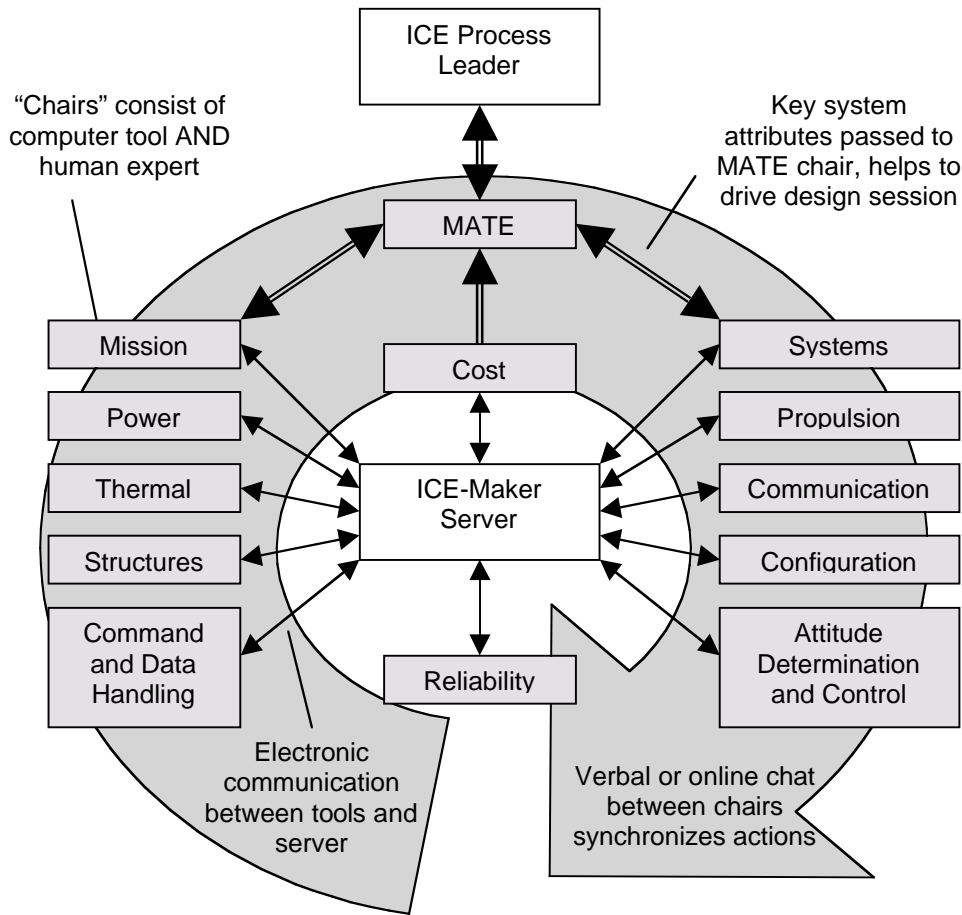 ICE Process
Leader
“Chairs” consist of
computer tool AND
human expert
Key system
attributes passed to
MATE chair, helps to
drive design session
MATE
Mission
Cost
Systems
Power
Propulsion
Thermal
ICE-Maker
Server
Communication
Structures
Configuration
Command
and Data
Handling
Reliability
Attitude
Determination
and Control
Electronic
communication
between tools and
server
Verbal or online chat
between chairs
synchronizes actions